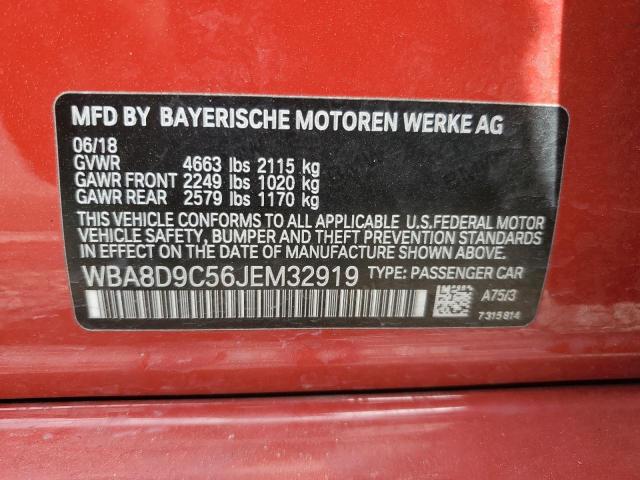 MFD BY BAYERISCHE MOTOREN WERKE AG
06/18
GVWR 4663 lbs 2115 kg
GAWR FRONT 2249 lbs 1020 kg
GAWR REAR 2579 lbs 1170 kg
THIS VEHICLE CONFORMS TO ALL APPLICABLE U.S.FEDERAL MOTOR
VEHICLE SAFETY, BUMPER AND THEFT PREVENTION STANDARDS
IN EFFECT ON THE DATE OF MANUFACTURE SHOWN ABOVE.
WBA8D9C56JEM32919 TYPE: PASSENGER CAR
A75/3
7315814